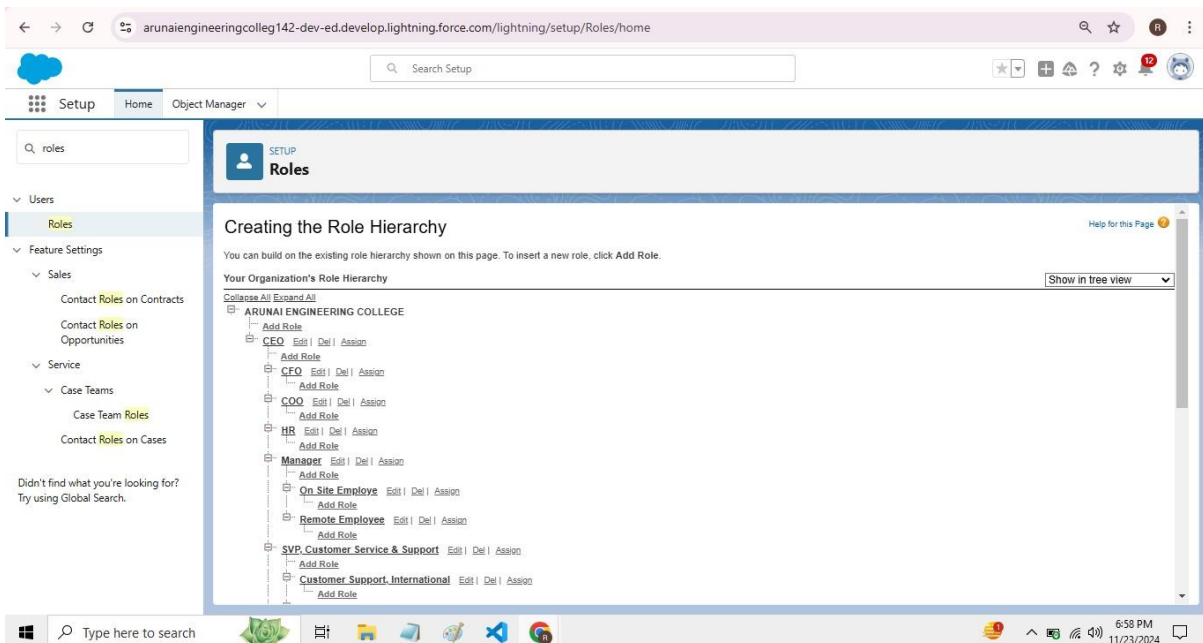 arunaiengineeringcolleg142-dev-ed.develop.lightning.force.com/lightning/setup/Roles/home
R
Search Setup
12
Setup Home Object Manager
roles
Users
Roles
Feature Settings
Sales
Contact Roles on Contracts
Contact Roles on
Opportunities
Service
Case Teams
Case Team Roles
Contact Roles on Cases
Didn't find what you're looking for?
Try using Global Search.
SETUP
Roles
Creating the Role Hierarchy
Help for this Page
You can build on the existing role hierarchy shown on this page. To insert a new role, click Add Role.
Your Organization's Role Hierarchy
Show in tree view
Collapse All Expand All
ARUNAI ENGINEERING COLLEGE
Add Role
CEO Edit | Del | Assign
Add Role
CFO Edit | Del | Assign
Add Role
COO Edit | Del | Assign
Add Role
HR Edit | Del | Assign
Add Role
Manager Edit | Del | Assign
Add Role
On Site Employe Edit | Del | Assign
Add Role
Remote Employee Edit | Del | Assign
Add Role
SVP, Customer Service & Support Edit | Del | Assign
Add Role
Customer Support, International Edit | Del | Assign
Add Role
Type here to search
6:58 PM
11/23/2024